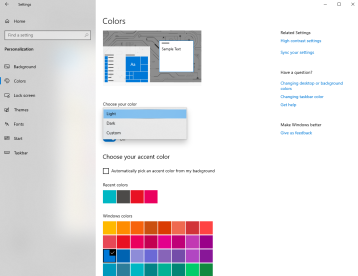 Settings
Home
Find a setting
Personalization
Background
Colors
Lock screen
Themes
Fonts
Start
Taskbar
Colors
Sample Text
Aa
Choose your color
Light
Dark
Custom
Choose your accent color
Automatically pick an accent color from my background
Recent colors
Windows colors
Related Settings
High contrast settings
Sync your settings
Have a question?
Changing desktop or background
colors
Changing taskbar color
Get help
Make Windows better
Give us feedback